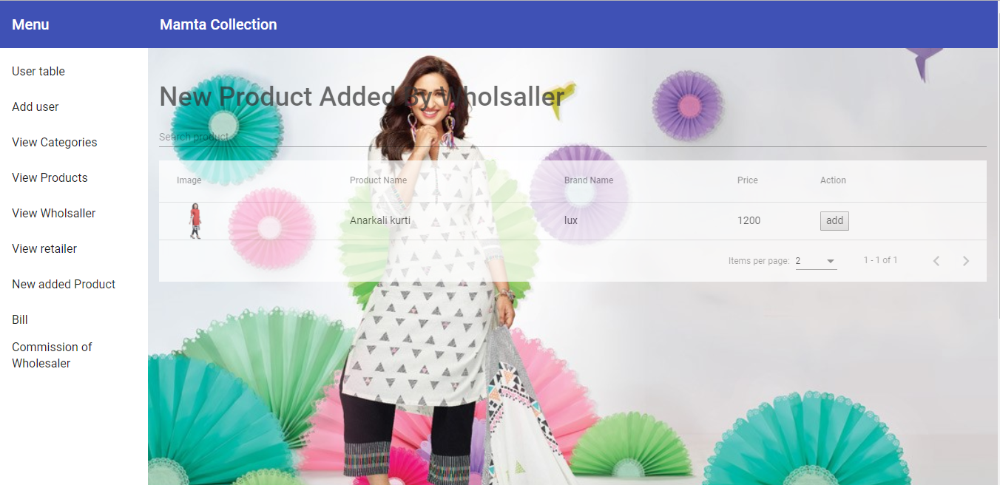 Menu
Mamta Collection
User table
Add user
View Categories
View Products
View Wholsaller
View retailer
New added Product
Bill
Commission of
Wholesaler
New Product Added By Wholsaller
Search product...
Image Product Name Brand Name Price Action
Anarkali kurti lux 1200 add
Items per page: 2 1 - 1 of 1